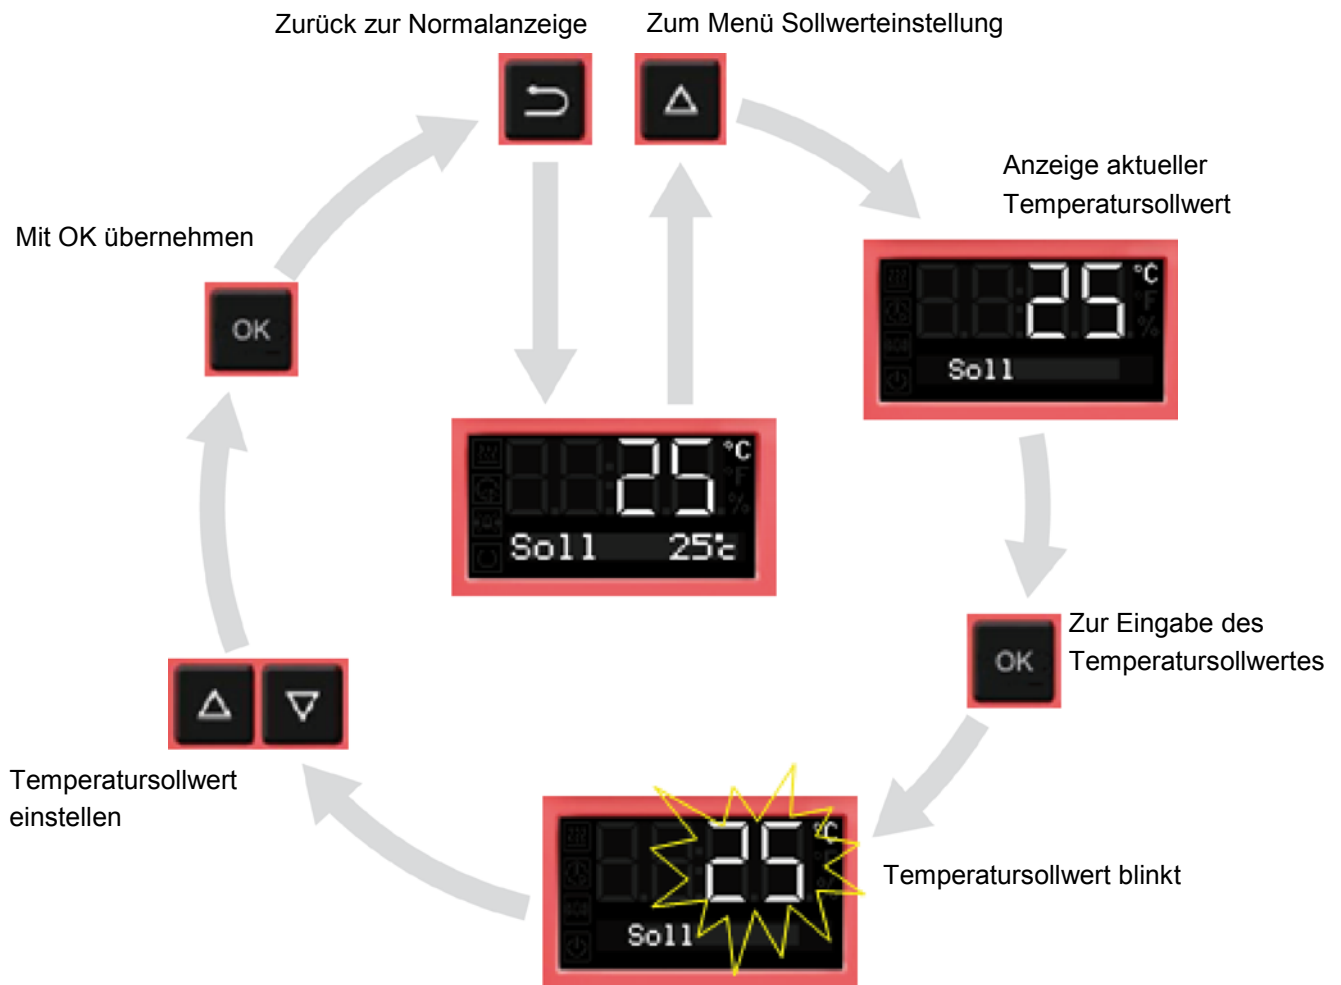 Zurück zur Normalanzeige
Zum Menü Sollwerteinstellung
Anzeige aktueller
Temperatursollwert
Mit OK übernehmen
OK
25 °C
°F
%
Soll
25 °C
°F
%
Soll 25°C
Zur Eingabe des
Temperatursollwertes
OK
Temperatursollwert
einstellen
25 °C
Soll
Temperatursollwert blinkt